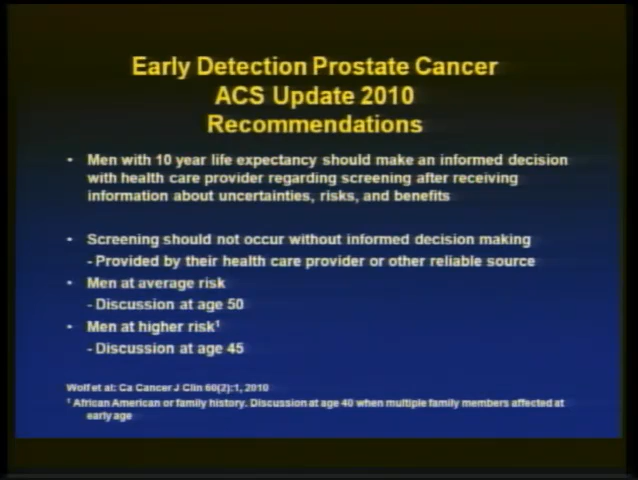 Early Detection Prostate Cancer
ACS Update 2010
Recommendations
• Men with 10 year life expectancy should make an informed decision
with health care provider regarding screening after receiving
information about uncertainties, risks, and benefits
• Screening should not occur without informed decision making
- Provided by their health care provider or other reliable source
• Men at average risk
- Discussion at age 50
• Men at higher risk¹
- Discussion at age 45
Wolf et al: Ca Cancer J Clin 60(2):1, 2010
¹ African American or family history. Discussion at age 40 when multiple family members affected at
early age